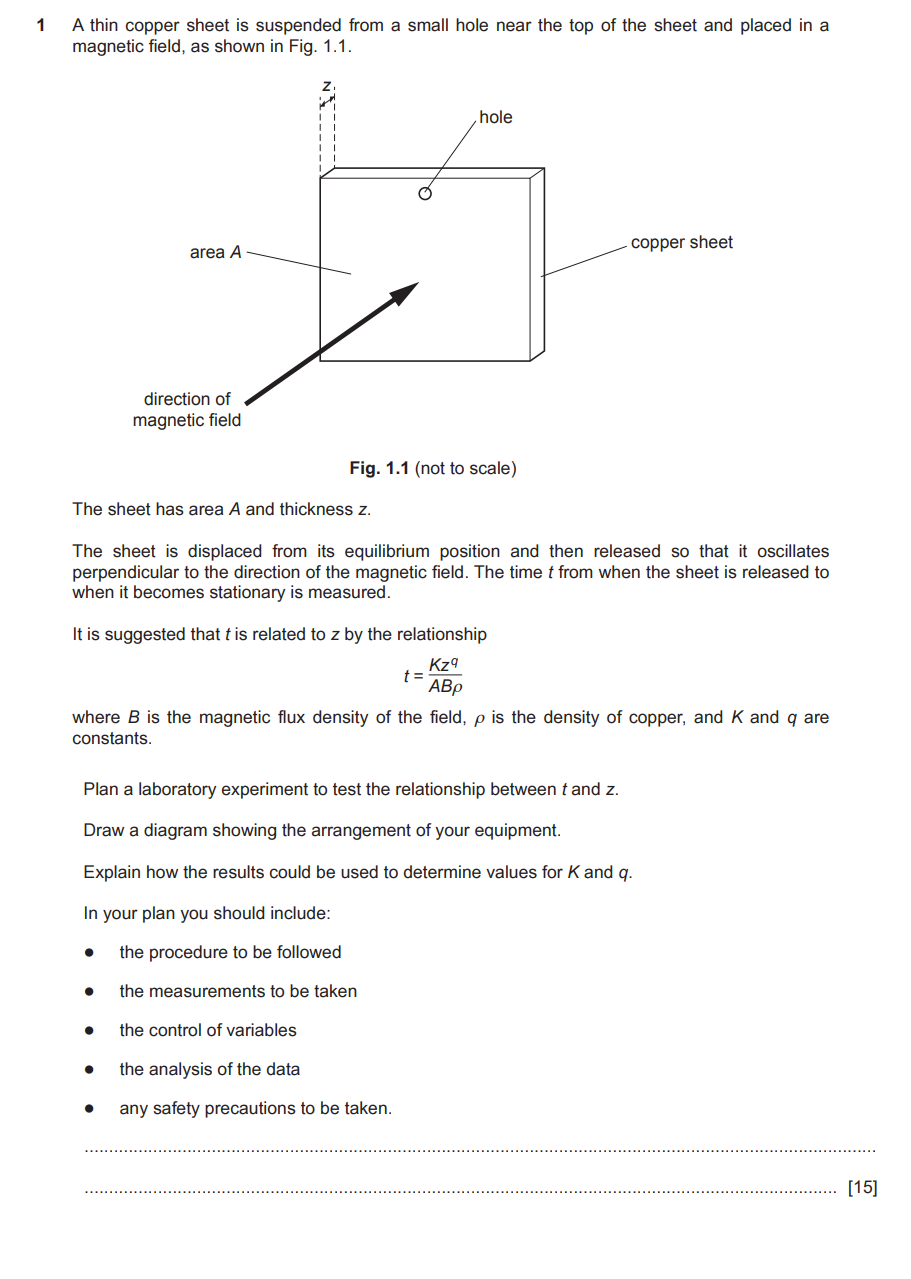 1 A thin copper sheet is suspended from a small hole near the top of the sheet and placed in a
magnetic field, as shown in Fig. 1.1.
z
hole
area A
copper sheet
direction of
magnetic field
Fig. 1.1 (not to scale)
The sheet has area A and thickness z.
The sheet is displaced from its equilibrium position and then released so that it oscillates
perpendicular to the direction of the magnetic field. The time t from when the sheet is released to
when it becomes stationary is measured.
It is suggested that t is related to z by the relationship
t = Kz^q / ABρ
where B is the magnetic flux density of the field, ρ is the density of copper, and K and q are
constants.
Plan a laboratory experiment to test the relationship between t and z.
Draw a diagram showing the arrangement of your equipment.
Explain how the results could be used to determine values for K and q.
In your plan you should include:
● the procedure to be followed
● the measurements to be taken
● the control of variables
● the analysis of the data
● any safety precautions to be taken.
[15]